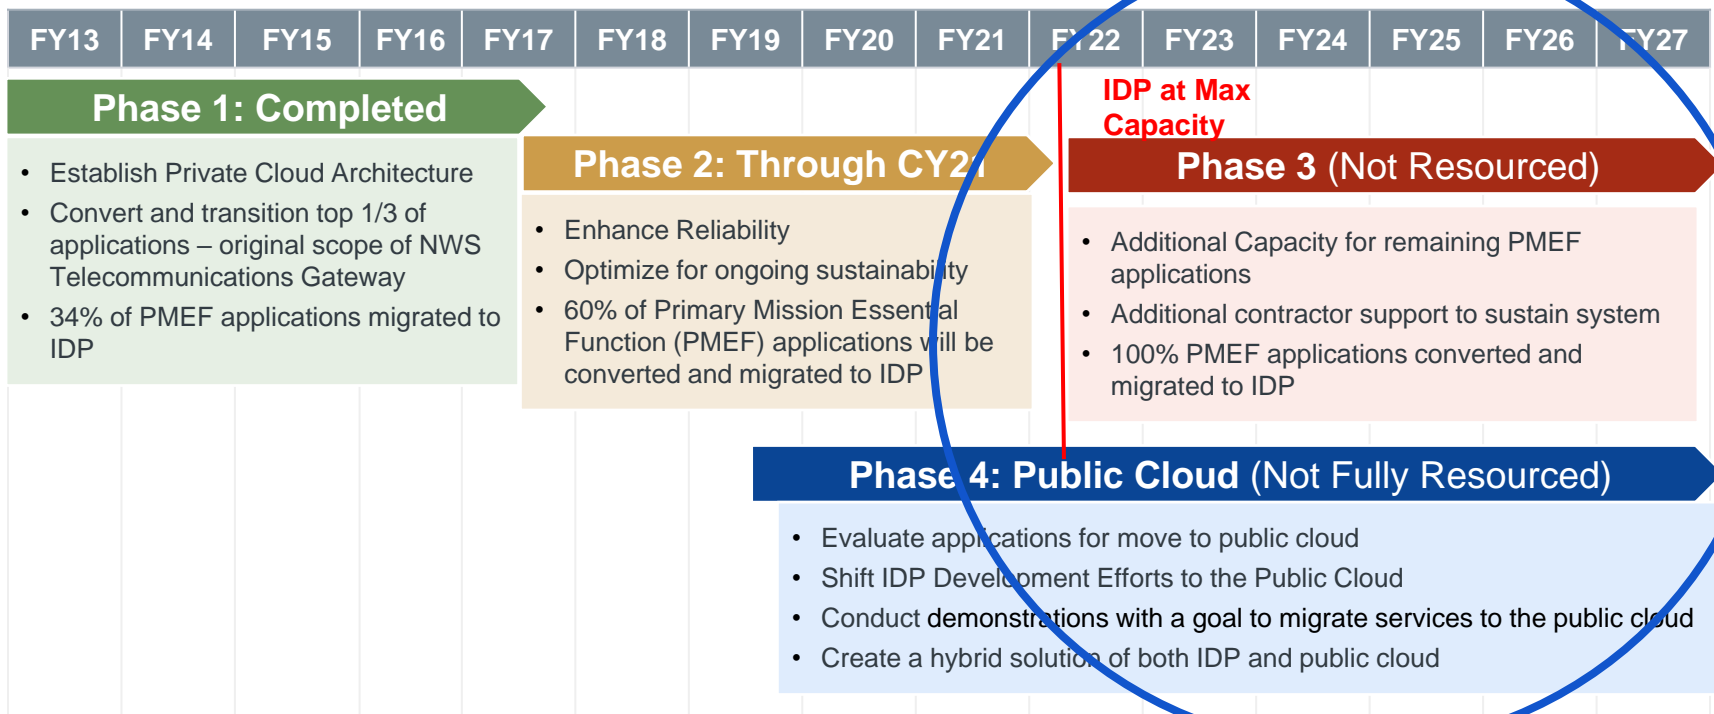 FY13 FY14 FY15 FY16 FY17 FY18 FY19 FY20 FY21 FY22 FY23 FY24 FY25 FY26 FY27
IDP at Max
Capacity
Phase 1: Completed
• Establish Private Cloud Architecture
• Convert and transition top 1/3 of
applications – original scope of NWS
Telecommunications Gateway
• 34% of PMEF applications migrated to
IDP
Phase 2: Through CY21
• Enhance Reliability
• Optimize for ongoing sustainability
• 60% of Primary Mission Essential
Function (PMEF) applications will be
converted and migrated to IDP
Phase 3 (Not Resourced)
• Additional Capacity for remaining PMEF
applications
• Additional contractor support to sustain system
• 100% PMEF applications converted and
migrated to IDP
Phase 4: Public Cloud (Not Fully Resourced)
• Evaluate applications for move to public cloud
• Shift IDP Development Efforts to the Public Cloud
• Conduct demonstrations with a goal to migrate services to the public cloud
• Create a hybrid solution of both IDP and public cloud